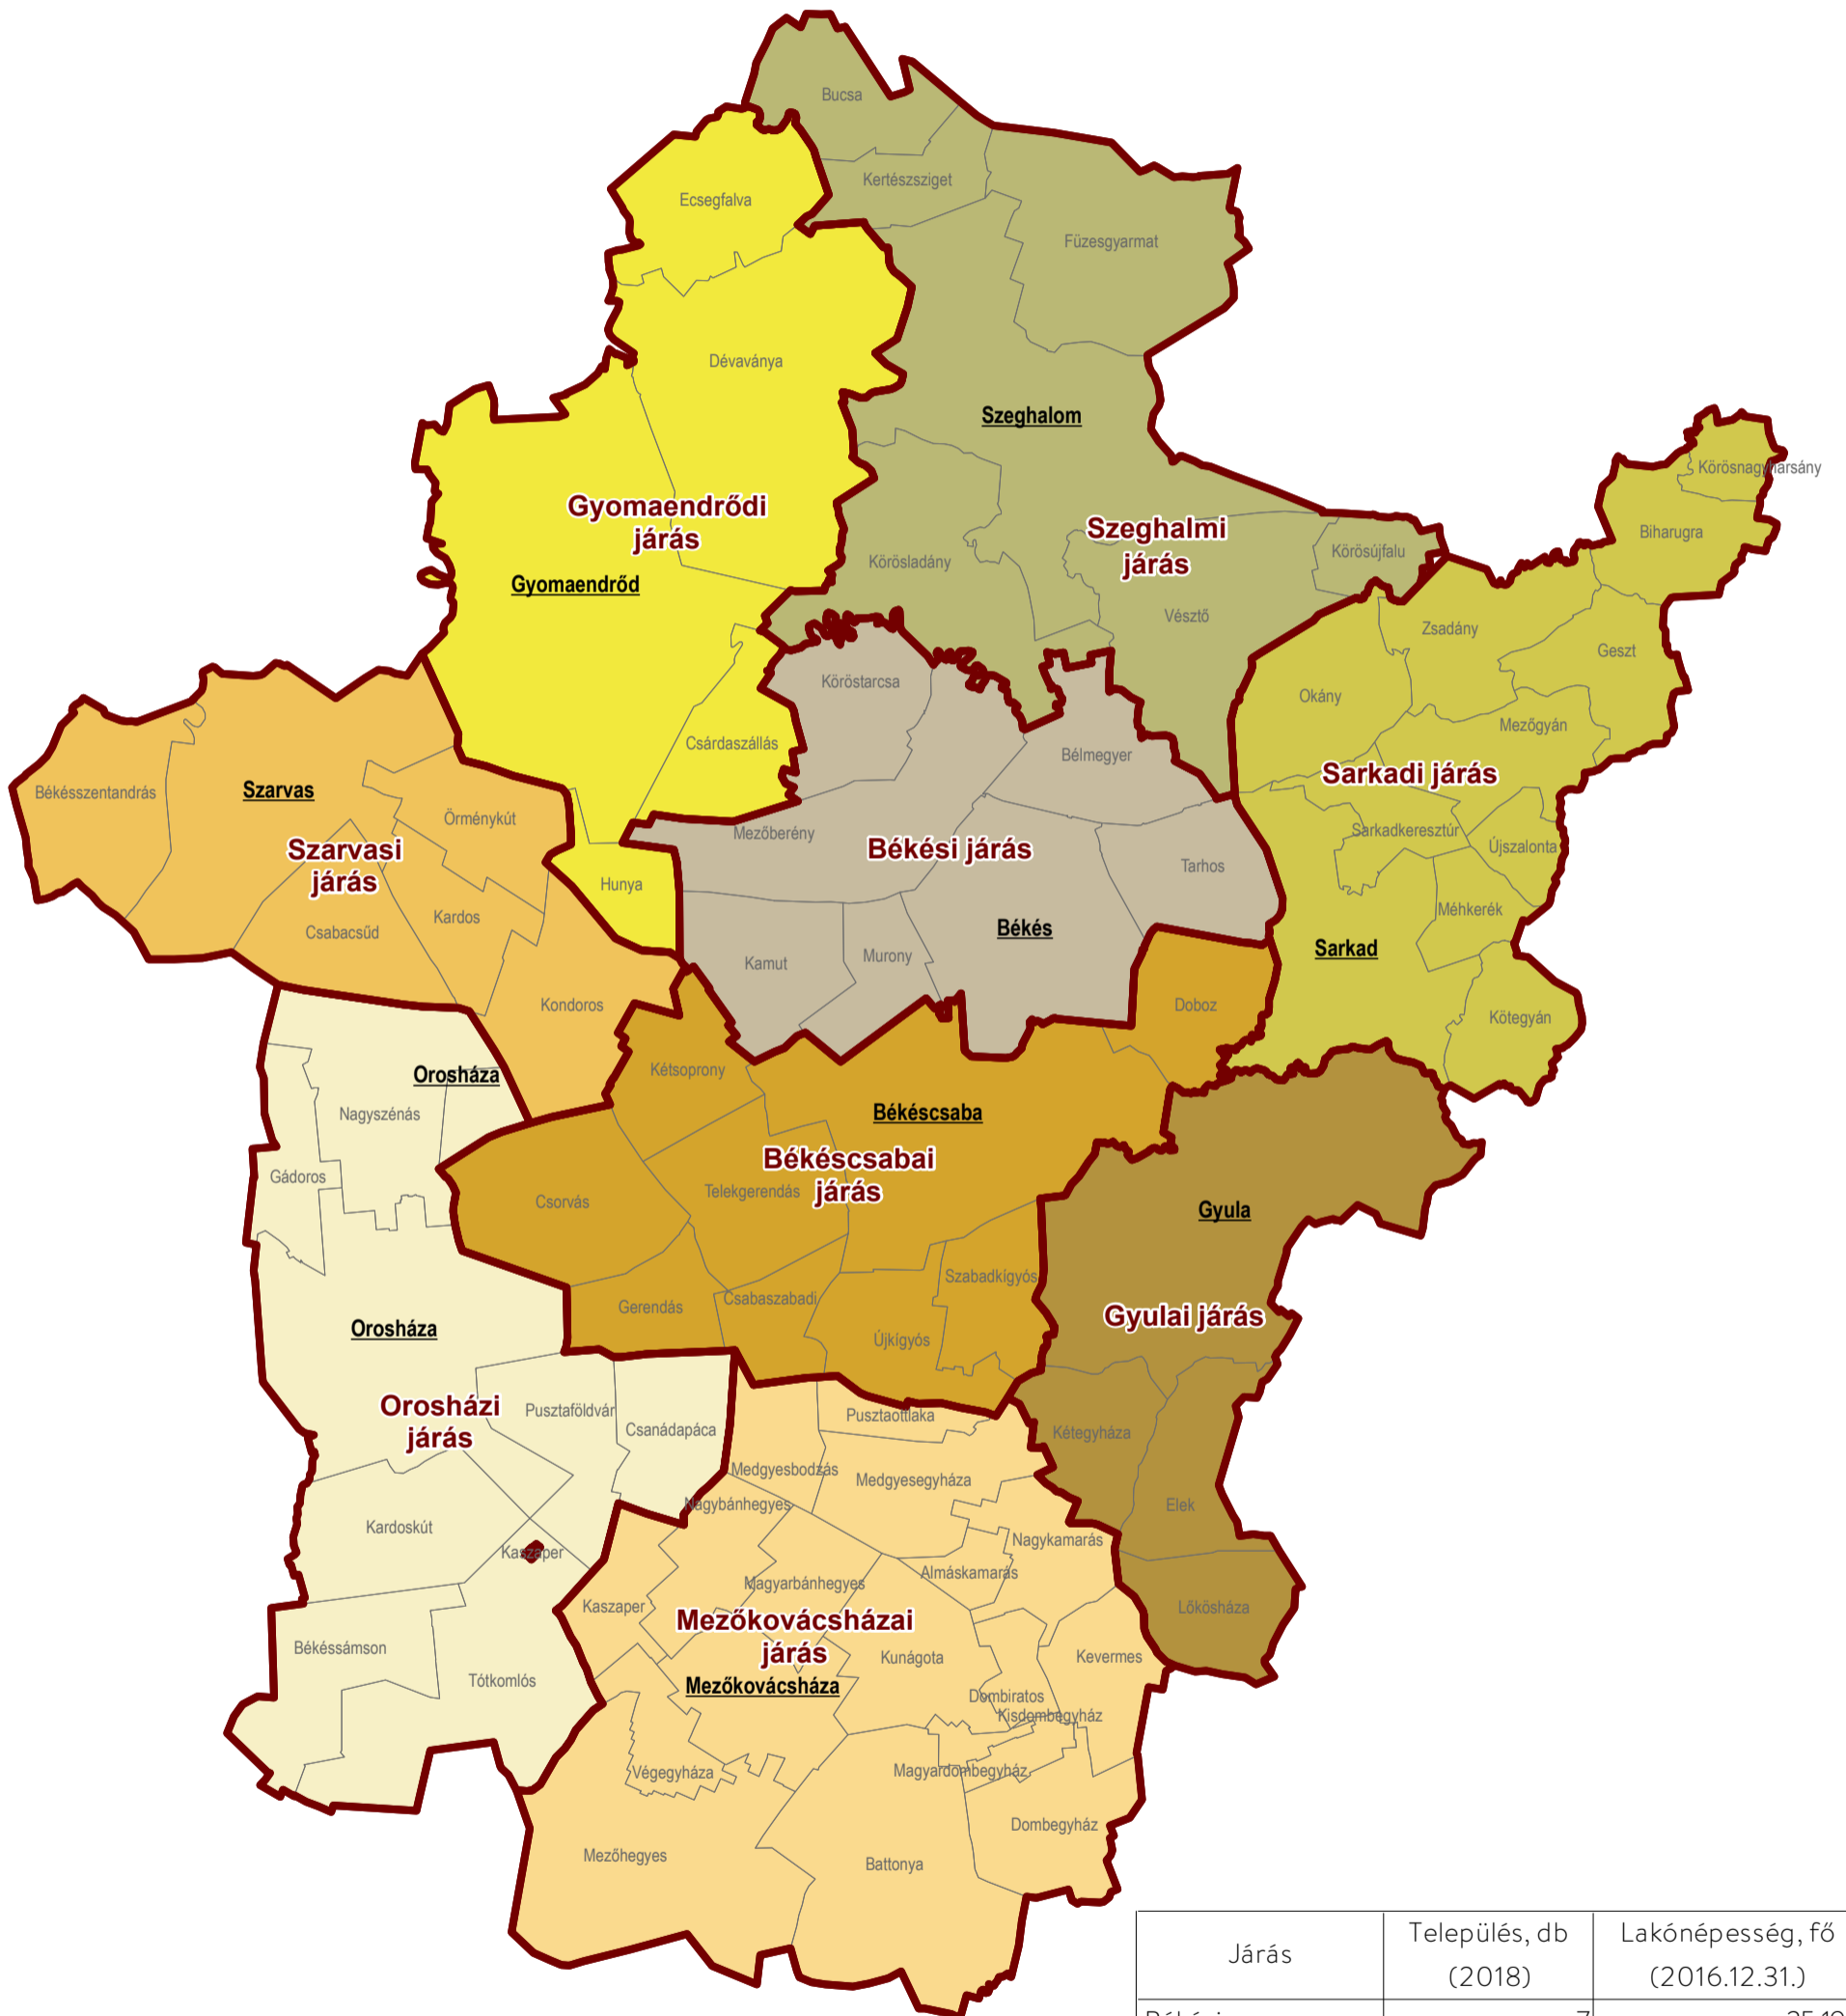 Bucsa
Kertészsziget
Ecsegfalva
Füzesgyarmat
Dévaványa
Szeghalom
Körösnagyharsány
Gyomaendrődi
járás
Szeghalmi
járás
Biharugra
Körösújfalu
Körösladány
Gyomaendrőd
Vésztő
Zsadány
Geszt
Köröstarcsa
Okány
Mezőgyán
Csárdaszállás
Bélmegyer
Sarkadi járás
Békésszentandrás
Szarvas
Örménykút
Mezőberény
Sarkadkeresztúr
Újszalonta
Szarvasi
járás
Békési járás
Tarhos
Hunya
Méhkerék
Kardos
Csabacsűd
Békés
Sarkad
Murony
Kamut
Kondoros
Doboz
Kötegyán
Orosháza
Kétsoprony
Nagyszénás
Békéscsaba
Békéscsabai
járás
Gádoros
Telekgerendás
Csorvás
Gyula
Szabadkígyós
Csabaszabadi
Gerendás
Gyulai járás
Orosháza
Újkígyós
Orosházi
járás
Pusztaföldvár
Pusztaottlaka
Csanádapáca
Kétegyháza
Medgyesbodzás
Medgyesegyháza
Nagybánhegyes
Elek
Kardoskút
Nagykamarás
Kaszaper
Almáskamarás
Magyarbánhegyes
Kaszaper
Lőkösháza
Mezőkovácsházai
járás
Békéssámson
Kunágota
Kevermes
Tótkomlós
Mezőkovácsháza
Dombiratos
Kisdombegyház
Végegyháza
Magyardombegyház
Dombegyház
Mezőhegyes
Battonya
Járás
Település, db
(2018)
Lakónépesség, fő
(2016.12.31.)